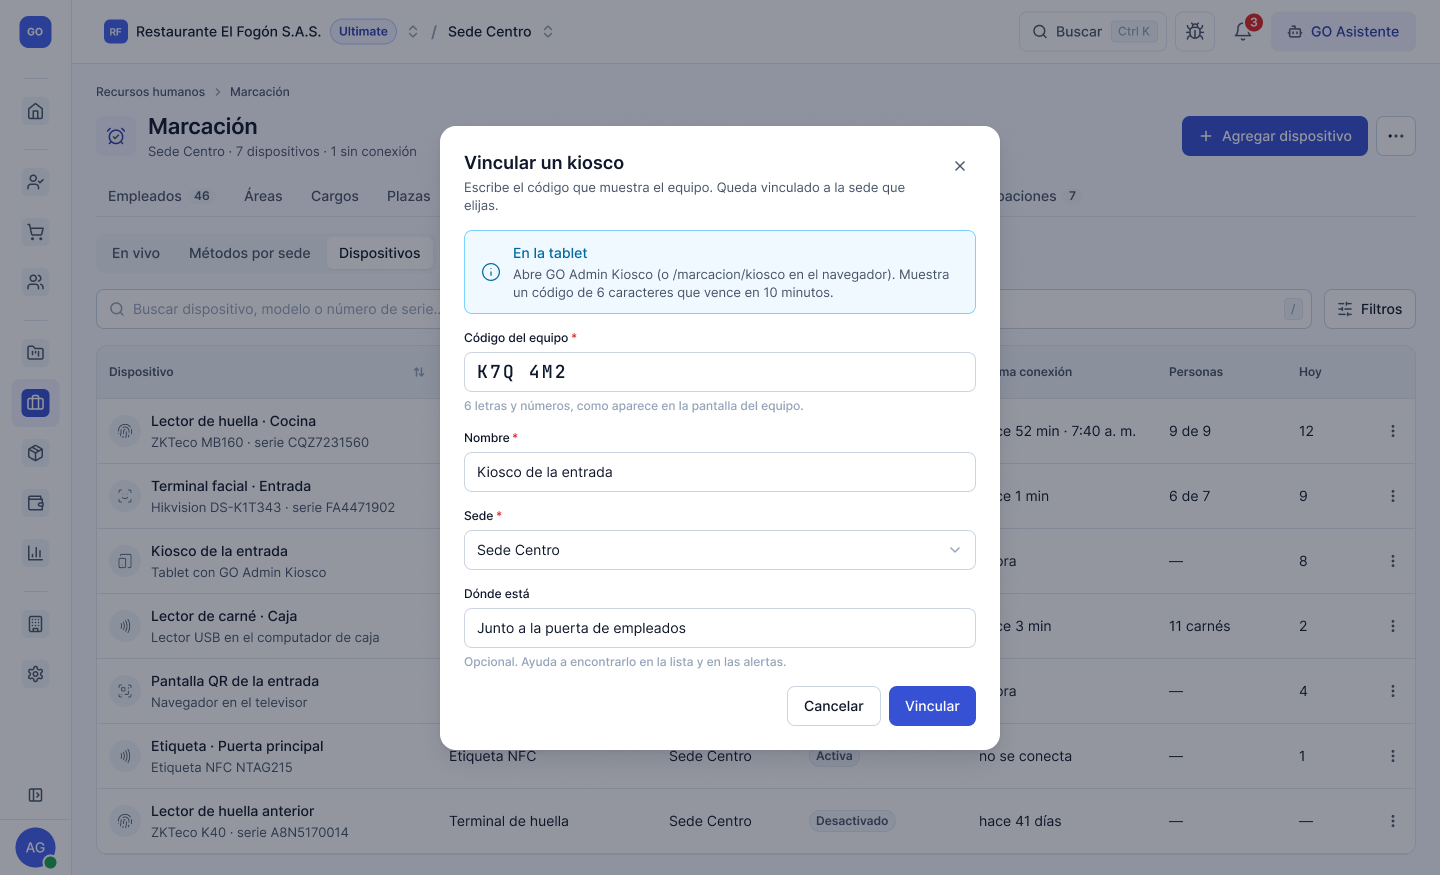 GO
RF Restaurante El Fogón S.A.S. Ultimate / Sede Centro
Buscar Ctrl K
3
GO Asistente
Recursos humanos > Marcación
Marcación
Sede Centro · 7 dispositivos · 1 sin conexión
+ Agregar dispositivo
Empleados 46 Áreas Cargos Plazas
7
En vivo Métodos por sede Dispositivos
Buscar dispositivo, modelo o número de serie...
/
Filtros
Dispositivo
conexión Personas Hoy
Lector de huella · Cocina
ZKTeco MB160 · serie CQZ7231560
52 min · 7:40 a. m. 9 de 9 12
Terminal facial · Entrada
Hikvision DS-K1T343 · serie FA4471902
1 min 6 de 7 9
Kiosco de la entrada
Tablet con GO Admin Kiosco
— 8
Lector de carné · Caja
Lector USB en el computador de caja
3 min 11 carnés 2
Pantalla QR de la entrada
Navegador en el televisor
— 4
Etiqueta · Puerta principal
Etiqueta NFC NTAG215
Etiqueta NFC Sede Centro Activa no se conecta — 1
Lector de huella anterior
ZKTeco K40 · serie A8N5170014
Terminal de huella Sede Centro Desactivado hace 41 días — —
AG
Vincular un kiosco
Escribe el código que muestra el equipo. Queda vinculado a la sede que
elijas.
En la tablet
Abre GO Admin Kiosco (o /marcacion/kiosco en el navegador). Muestra
un código de 6 caracteres que vence en 10 minutos.
Código del equipo *
K7Q 4M2
6 letras y números, como aparece en la pantalla del equipo.
Nombre *
Kiosco de la entrada
Sede *
Sede Centro
Dónde está
Junto a la puerta de empleados
Opcional. Ayuda a encontrarlo en la lista y en las alertas.
Cancelar Vincular